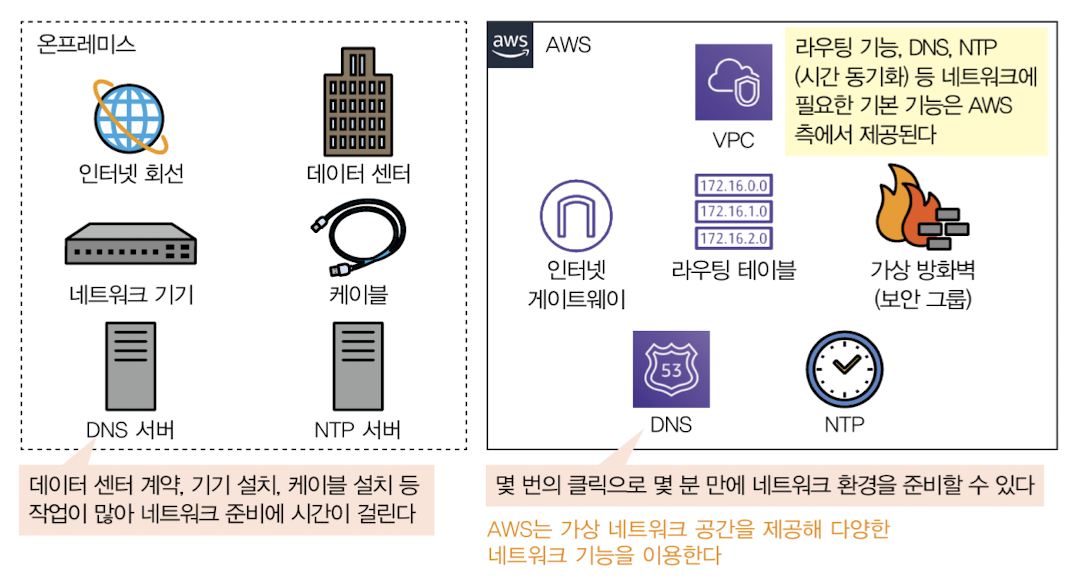 온프레미스
인터넷 회선
데이터 센터
네트워크 기기
케이블
DNS 서버
NTP 서버
데이터 센터 계약, 기기 설치, 케이블 설치 등
작업이 많아 네트워크 준비에 시간이 걸린다
aws
AWS
VPC
라우팅 기능, DNS, NTP
(시간 동기화) 등 네트워크에
필요한 기본 기능은 AWS
측에서 제공된다
인터넷
게이트웨이
172.16.0.0
172.16.1.0
172.16.2.0
라우팅 테이블
가상 방화벽
(보안 그룹)
53
DNS
NTP
몇 번의 클릭으로 몇 분 만에 네트워크 환경을 준비할 수 있다
AWS는 가상 네트워크 공간을 제공해 다양한
네트워크 기능을 이용한다